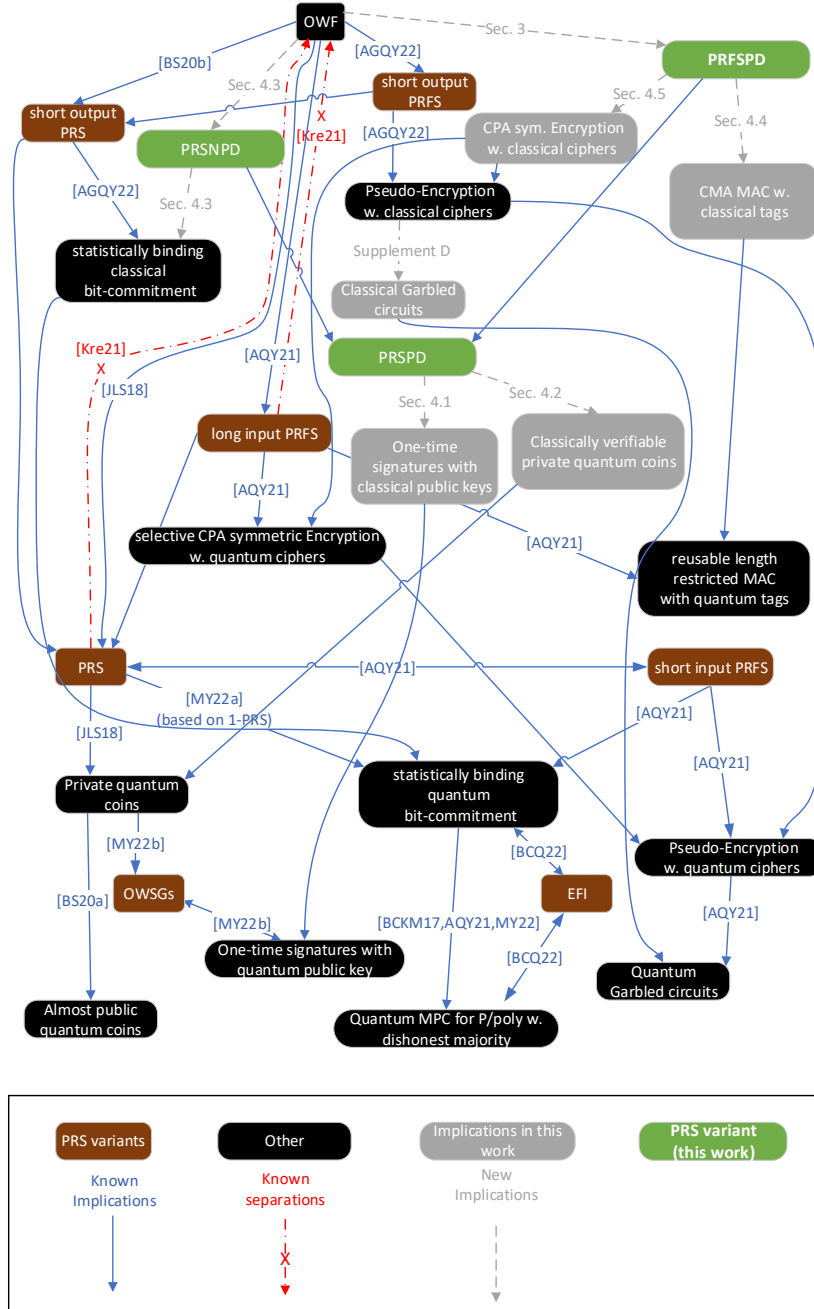 OWF
Sec. 3
[BS20b]
[AGQY22]
PRFSPD
Sec. 4.3
short output
PRFS
Sec. 4.5
short output
PRS
X
[Kre21]
[AGQY22]
CPA sym. Encryption
w. classical ciphers
Sec. 4.4
PRSNPD
[AGQY22]
Sec. 4.3
Pseudo-Encryption
w. classical ciphers
CMA MAC w.
classical tags
statistically binding
classical
bit-commitment
Supplement D
Classical Garbled
circuits
[Kre21]
X
[AQY21]
PRSPD
[JLS18]
Sec. 4.1
Sec. 4.2
long input PRFS
One-time
signatures with
classical public keys
Classically verifiable
private quantum coins
[AQY21]
selective CPA symmetric Encryption
w. quantum ciphers
[AQY21]
reusable length
restricted MAC
with quantum tags
PRS
[AQY21]
short input PRFS
[MY22a]
(based on 1-PRS)
[JLS18]
[AQY21]
Private quantum
coins
statistically binding
quantum
bit-commitment
[AQY21]
[MY22b]
[BCQ22]
Pseudo-Encryption
w. quantum ciphers
OWSGs
EFI
[BS20a]
[MY22b]
[BCKM17,AQY21,MY22]
[AQY21]
One-time signatures with
quantum public key
[BCQ22]
Quantum
Garbled circuits
Almost public
quantum coins
Quantum MPC for P/poly w.
dishonest majority
PRS variants
Other
Implications in this
work
PRS variant
(this work)
Known
Implications
Known
separations
New
Implications
X